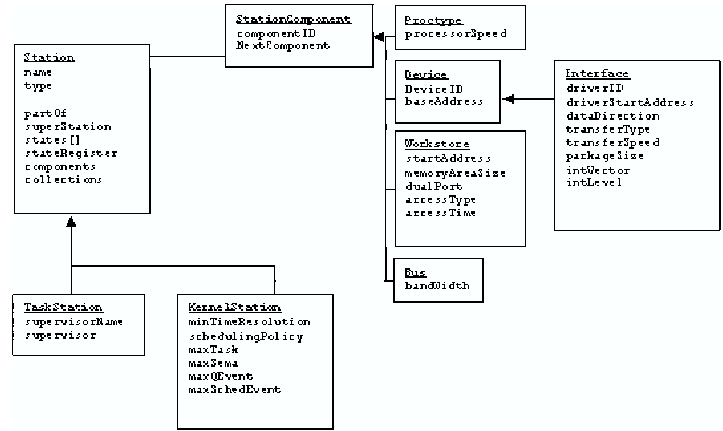 StationComponent
componentID
NextComponent
Proctype
processorSpeed
Station
name
type
partOf
superStation
states[]
stateRegister
components
collections
Device
DeviceID
baseAddress
Interface
driverID
driverStartAddress
dataDirection
transferType
transferSpeed
packageSize
intVector
intLevel
Workstore
startAddress
memoryAreaSize
dualPort
accessType
accessTime
Bus
bandWidth
TaskStation
supervisorName
supervisor
KernelStation
minTimeResolution
schedulingPolicy
maxTask
maxSema
maxQEvent
maxSchedEvent